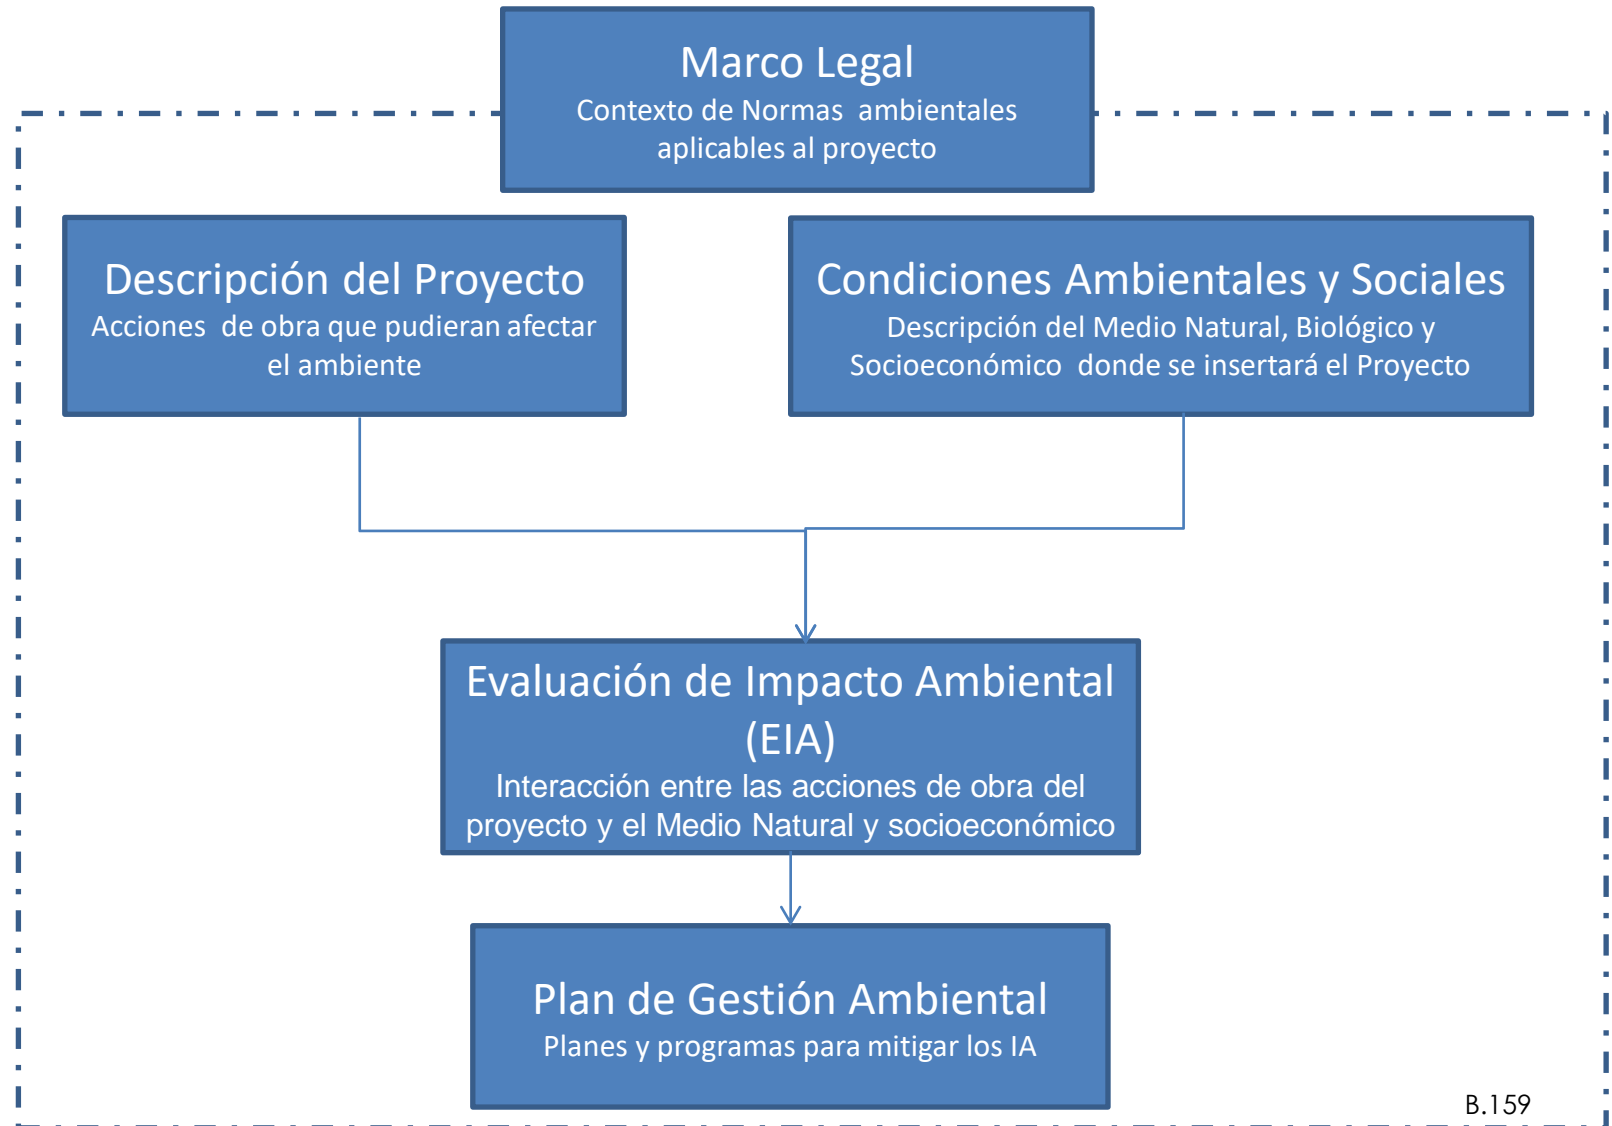 Marco Legal
Contexto de Normas ambientales
aplicables al proyecto
Descripción del Proyecto
Acciones de obra que pudieran afectar
el ambiente
Condiciones Ambientales y Sociales
Descripción del Medio Natural, Biológico y
Socioeconómico donde se insertará el Proyecto
Evaluación de Impacto Ambiental
(EIA)
Interacción entre las acciones de obra del
proyecto y el Medio Natural y socioeconómico
Plan de Gestión Ambiental
Planes y programas para mitigar los IA
B.159